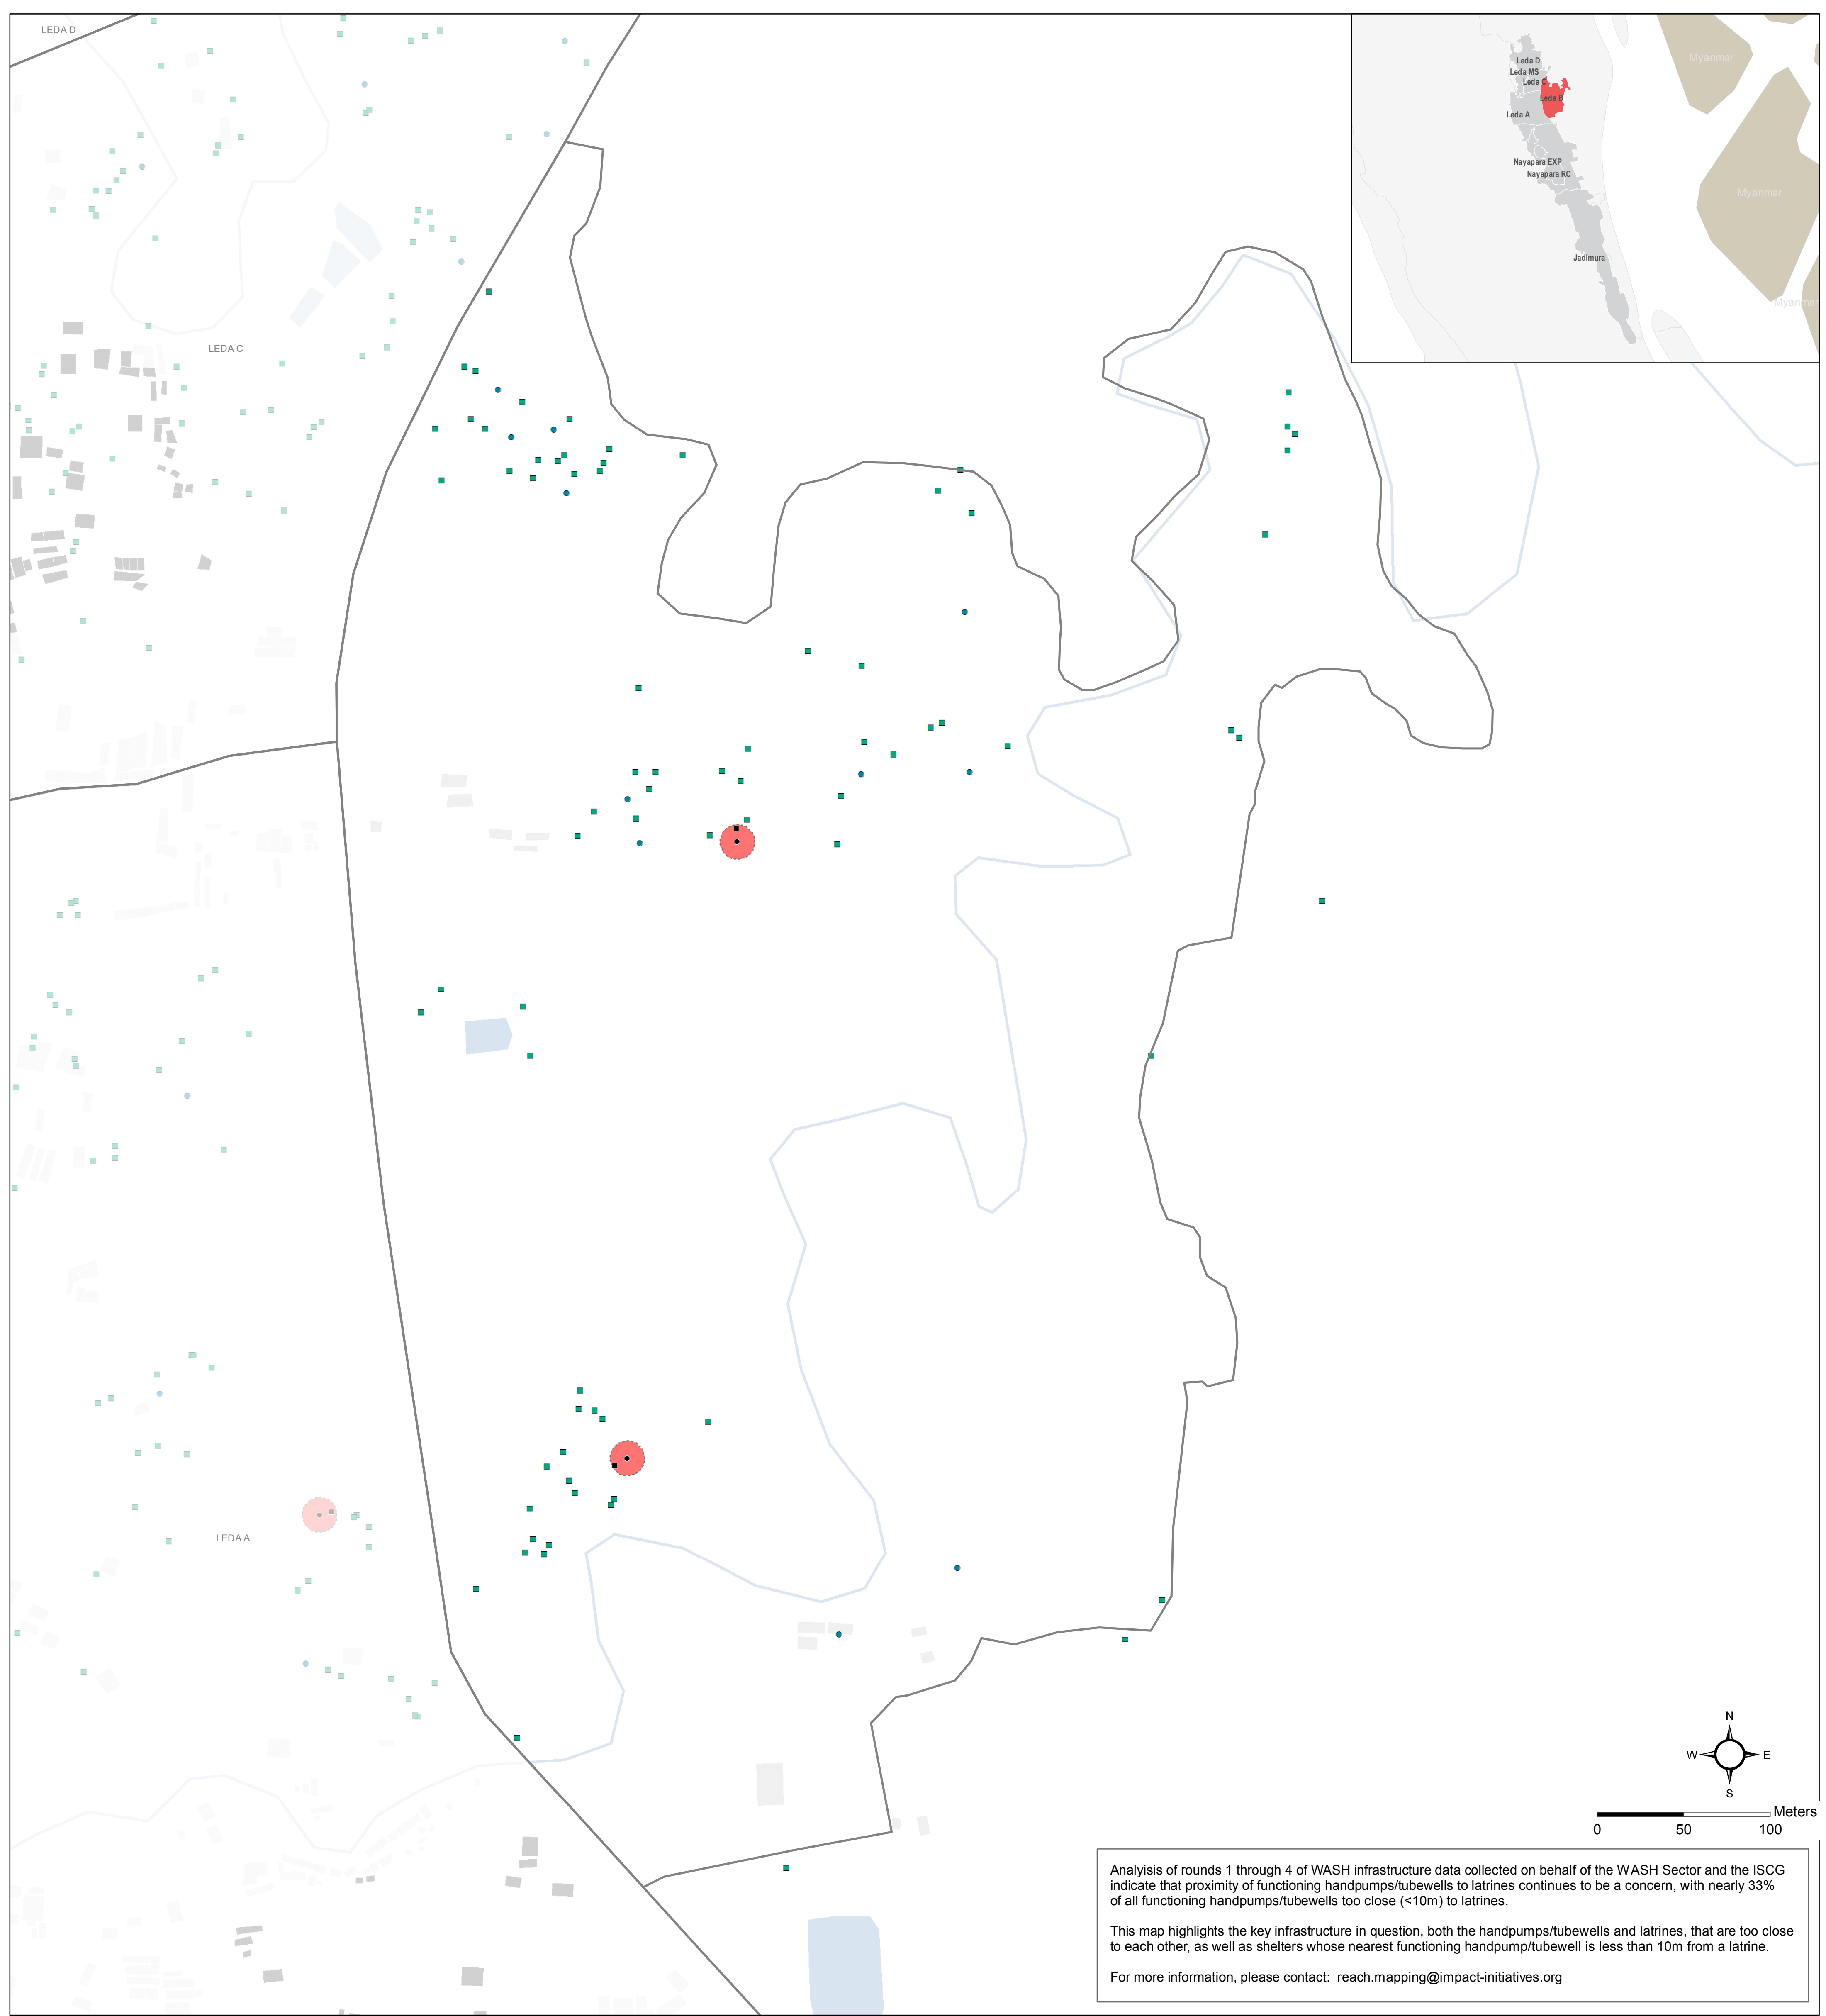 LEDA D
Myanmar
Leda D
Leda MS
Leda C
Leda B
Leda A
Myanmar
Nayapara EXP
Nayapara RC
Jadimura
Myanmar
LEDA C
LEDA A
N
W
E
S
Meters
0 50 100
Analyisis of rounds 1 through 4 of WASH infrastructure data collected on behalf of the WASH Sector and the ISCG
indicate that proximity of functioning handpumps/tubewells to latrines continues to be a concern, with nearly 33%
of all functioning handpumps/tubewells too close (<10m) to latrines.
This map highlights the key infrastructure in question, both the handpumps/tubewells and latrines, that are too close
to each other, as well as shelters whose nearest functioning handpump/tubewell is less than 10m from a latrine.
For more information, please contact: reach.mapping@impact-initiatives.org